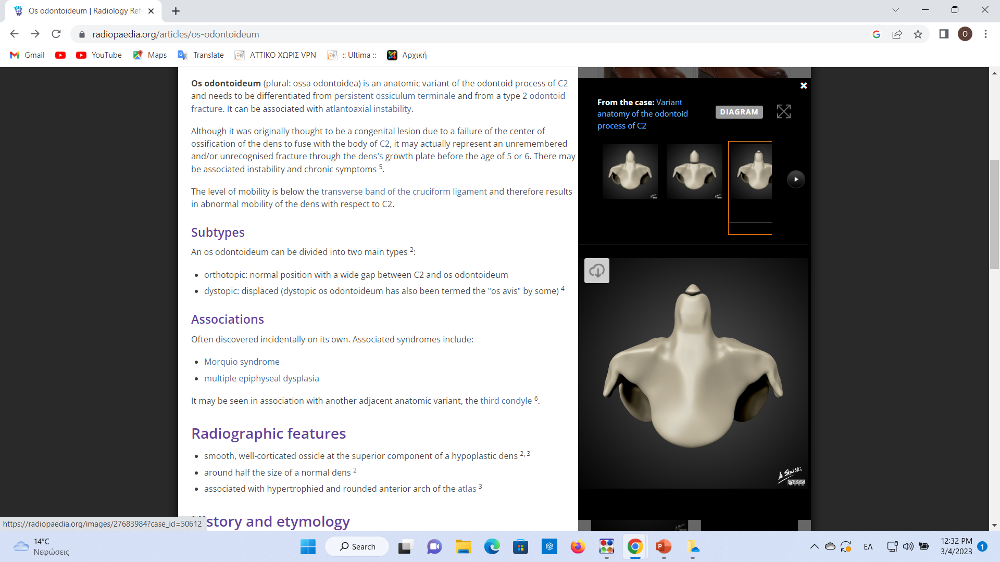 Os odontoideum | Radiology Ref
radiopaedia.org/articles/os-odontoideum
O
Gmail
YouTube
Maps
Translate
ΑΤΤΙΚΟ ΧΩΡΙΣ VPN
:: Ultima ::
Αρχική
Os odontoideum (plural: ossa odontoidea) is an anatomic variant of the odontoid process of C2
and needs to be differentiated from persistent ossiculum terminale and from a type 2 odontoid
fracture. It can be associated with atlantoaxial instability.
Although it was originally thought to be a congenital lesion due to a failure of the center of
ossification of the dens to fuse with the body of C2, it may actually represent an unremembered
and/or unrecognised fracture through the dens's growth plate before the age of 5 or 6. There may
be associated instability and chronic symptoms 5.
The level of mobility is below the transverse band of the cruciform ligament and therefore results
in abnormal mobility of the dens with respect to C2.
Subtypes
An os odontoideum can be divided into two main types 2:
• orthotopic: normal position with a wide gap between C2 and os odontoideum
• dystopic: displaced (dystopic os odontoideum has also been termed the "os avis" by some) 4
Associations
Often discovered incidentally on its own. Associated syndromes include:
• Morquio syndrome
• multiple epiphyseal dysplasia
It may be seen in association with another adjacent anatomic variant, the third condyle 6.
Radiographic features
• smooth, well-corticated ossicle at the superior component of a hypoplastic dens 2, 3
• around half the size of a normal dens 2
• associated with hypertrophied and rounded anterior arch of the atlas 3
story and etymology
From the case: Variant
anatomy of the odontoid
process of C2
DIAGRAM
M.Skalski
https://radiopaedia.org/images/27683984?case_id=50612
14°C
Νεφώσεις
Search
ΕΛ
12:32 PM
3/4/2023
1